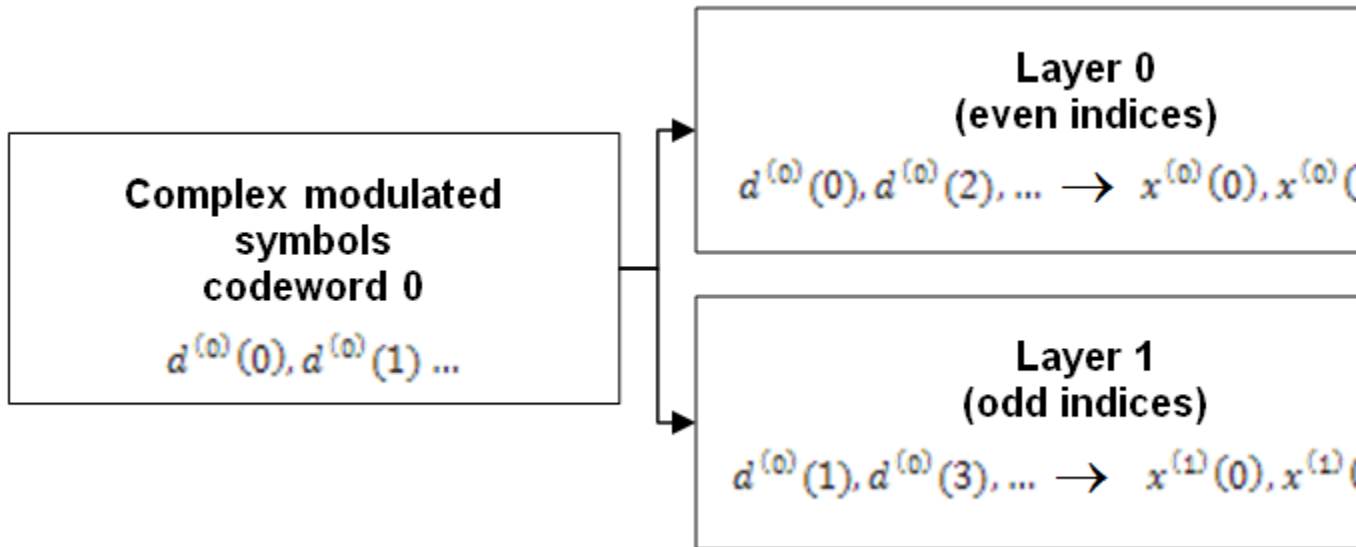 Complex modulated
symbols
codeword 0
d⁽⁰⁾(0), d⁽⁰⁾(1) ...
Layer 0
(even indices)
d⁽⁰⁾(0), d⁽⁰⁾(2), ... → x⁽⁰⁾(0), x⁽⁰⁾(
Layer 1
(odd indices)
d⁽⁰⁾(1), d⁽⁰⁾(3), ... → x⁽¹⁾(0), x⁽¹⁾(